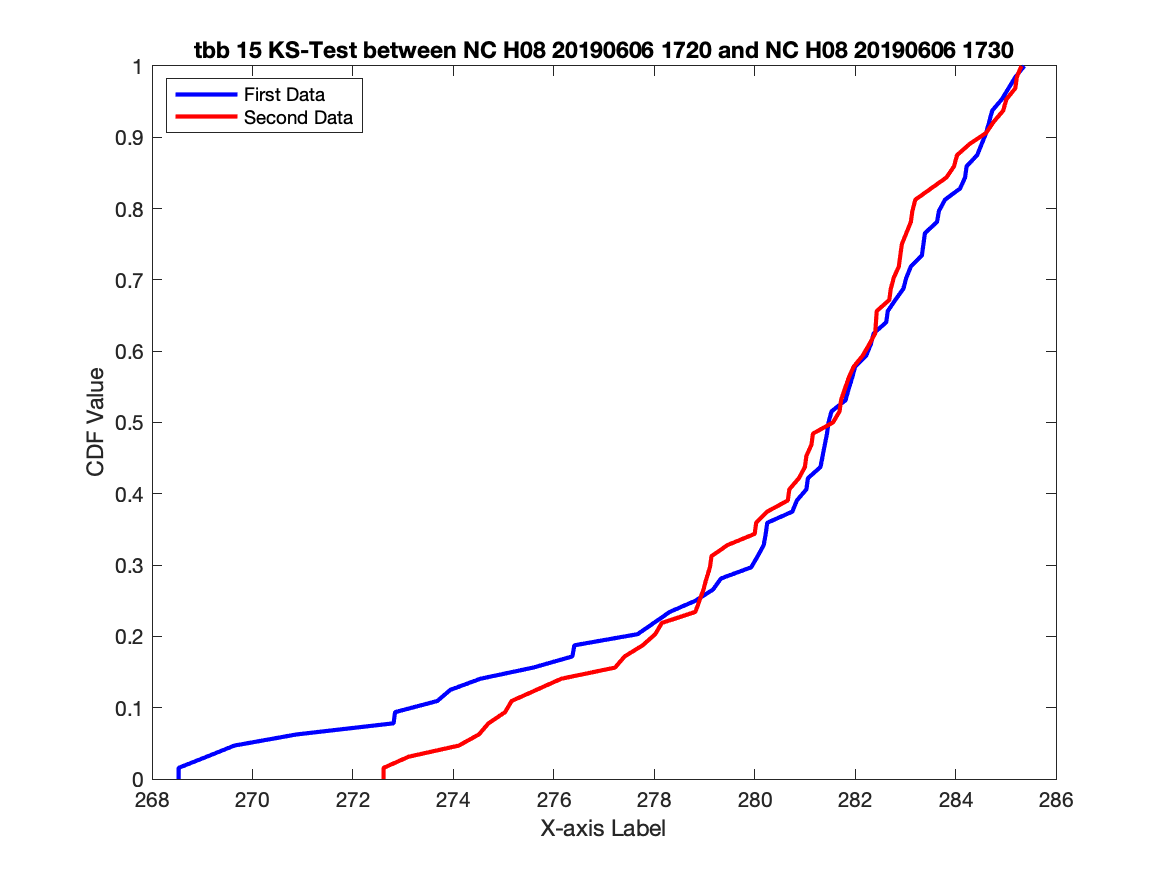 tbb 15 KS-Test between NC H08 20190606 1720 and NC H08 20190606 1730
First Data
Second Data
1
0.9
0.8
0.7
0.6
0.5
0.4
0.3
0.2
0.1
0
CDF Value
268 270 272 274 276 278 280 282 284 286
X-axis Label